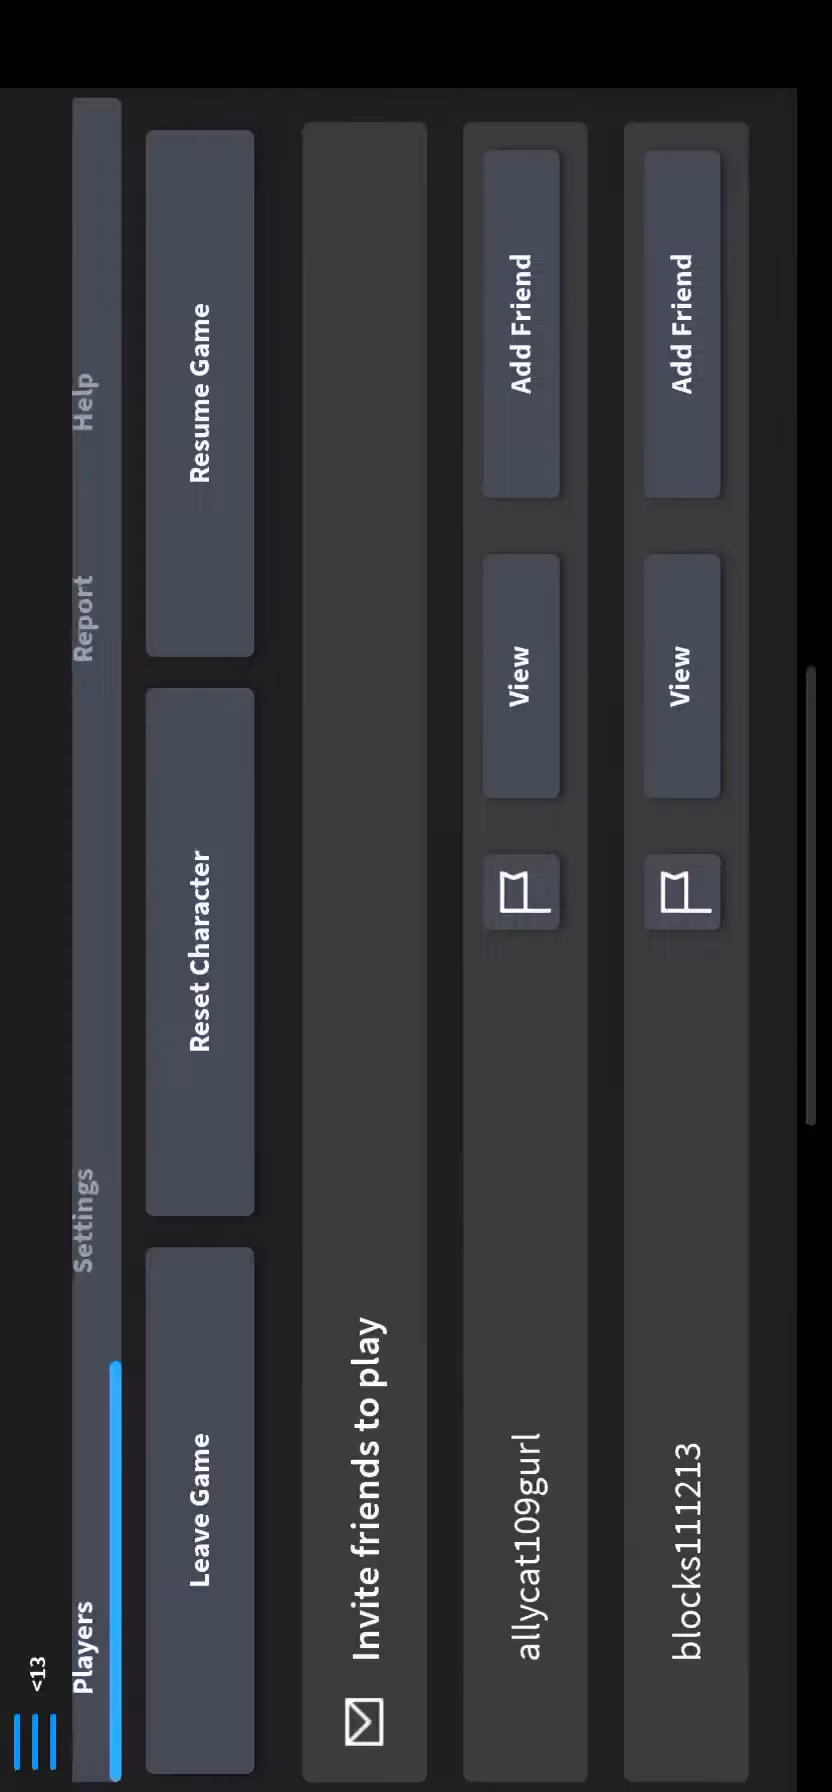 <13
Players Settings Report Help
Leave Game Reset Character Resume Game
Invite friends to play
allycat109gurl View Add Friend
blocks111213 View Add Friend